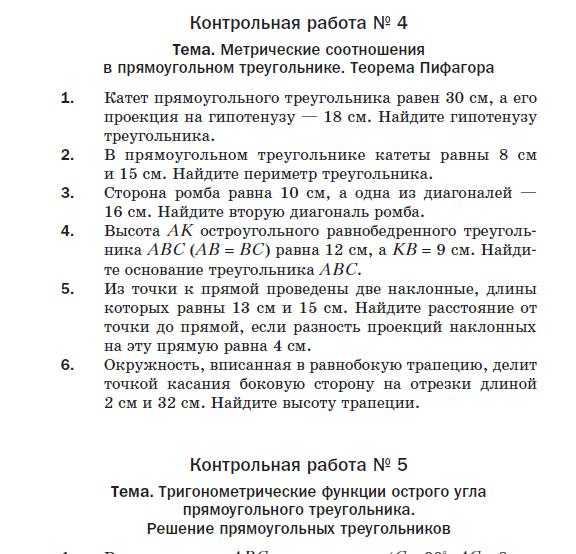 Контрольная работа № 4
Тема. Метрические соотношения
в прямоугольном треугольнике. Теорема Пифагора
1. Катет прямоугольного треугольника равен 30 см, а его
проекция на гипотенузу — 18 см. Найдите гипотенузу
треугольника.
2. В прямоугольном треугольнике катеты равны 8 см
и 15 см. Найдите периметр треугольника.
3. Сторона ромба равна 10 см, а одна из диагоналей —
16 см. Найдите вторую диагональ ромба.
4. Высота AK остроугольного равнобедренного треуголь-
ника ABC (AB = BC) равна 12 см, а KB = 9 см. Найди-
те основание треугольника ABC.
5. Из точки к прямой проведены две наклонные, длины
которых равны 13 см и 15 см. Найдите расстояние от
точки до прямой, если разность проекций наклонных
на эту прямую равна 4 см.
6. Окружность, вписанная в равнобокую трапецию, делит
точкой касания боковую сторону на отрезки длиной
2 см и 32 см. Найдите высоту трапеции.
Контрольная работа № 5
Тема. Тригонометрические функции острого угла
прямоугольного треугольника.
Решение прямоугольных треугольников